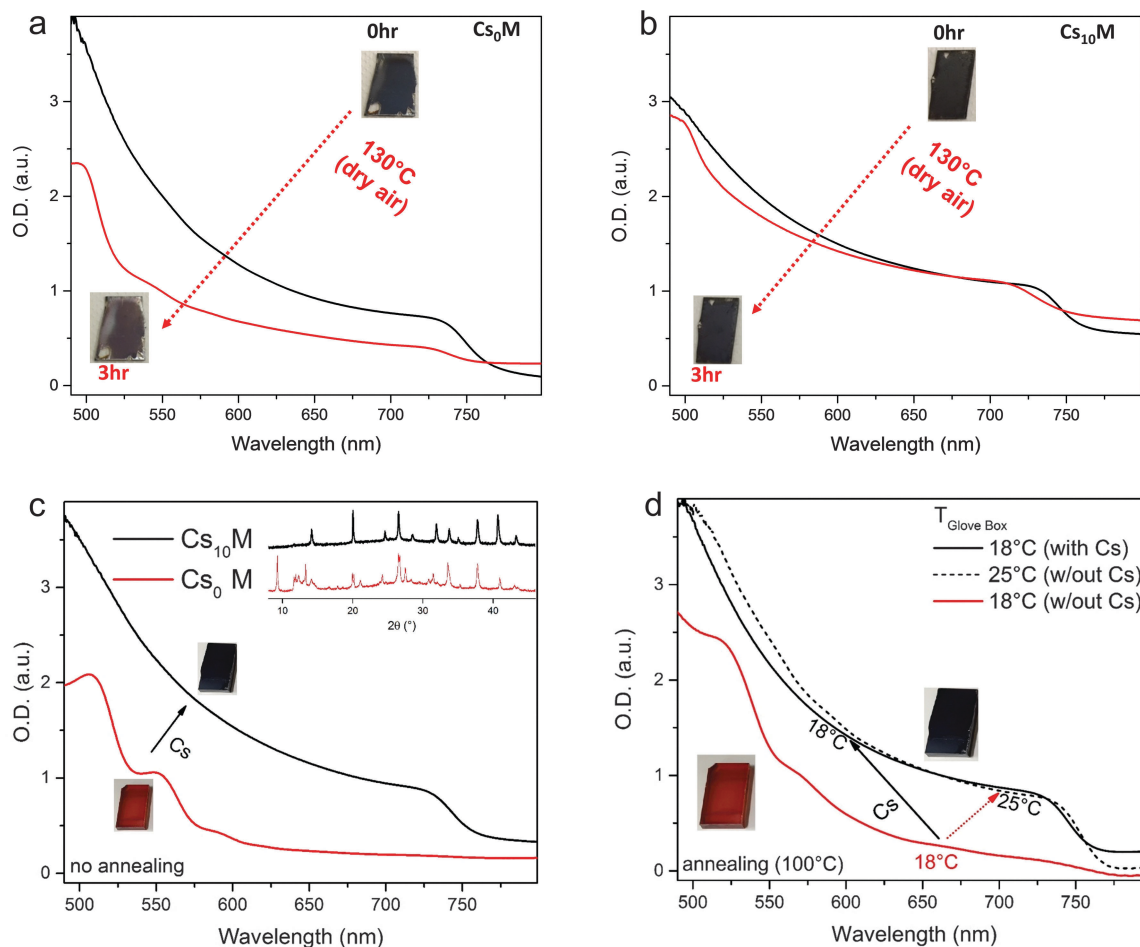 a
0hr
Cs₀M
130°C
(dry air)
3hr
O.D. (a.u.)
3
2
1
0
500 550 600 650 700 750
Wavelength (nm)
b
0hr
Cs₁₀M
130°C
(dry air)
3hr
O.D. (a.u.)
3
2
1
0
500 550 600 650 700 750
Wavelength (nm)
c
Cs₁₀M
Cs₀ M
10 20 30 40
2θ (°)
Cs
no annealing
O.D. (a.u.)
3
2
1
0
500 550 600 650 700 750
Wavelength (nm)
d
T Glove Box
18°C (with Cs)
25°C (w/out Cs)
18°C (w/out Cs)
18°C
Cs
25°C
18°C
annealing (100°C)
O.D. (a.u.)
3
2
1
0
500 550 600 650 700 750
Wavelength (nm)